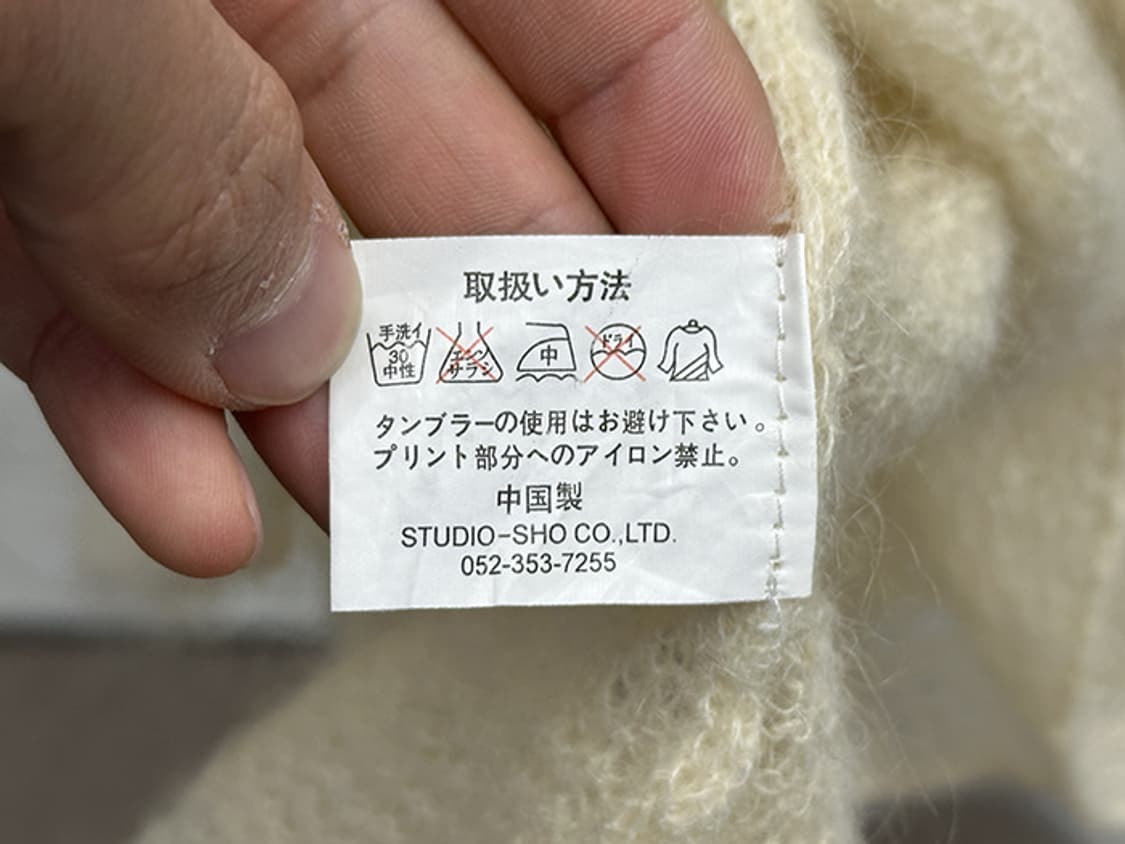 取扱い方法
手洗イ
30
中性
エンソ
サラシ
中
ドライ
タンブラーの使用はお避け下さい。
プリント部分へのアイロン禁止。
中国製
STUDIO-SHO CO.,LTD.
052-353-7255